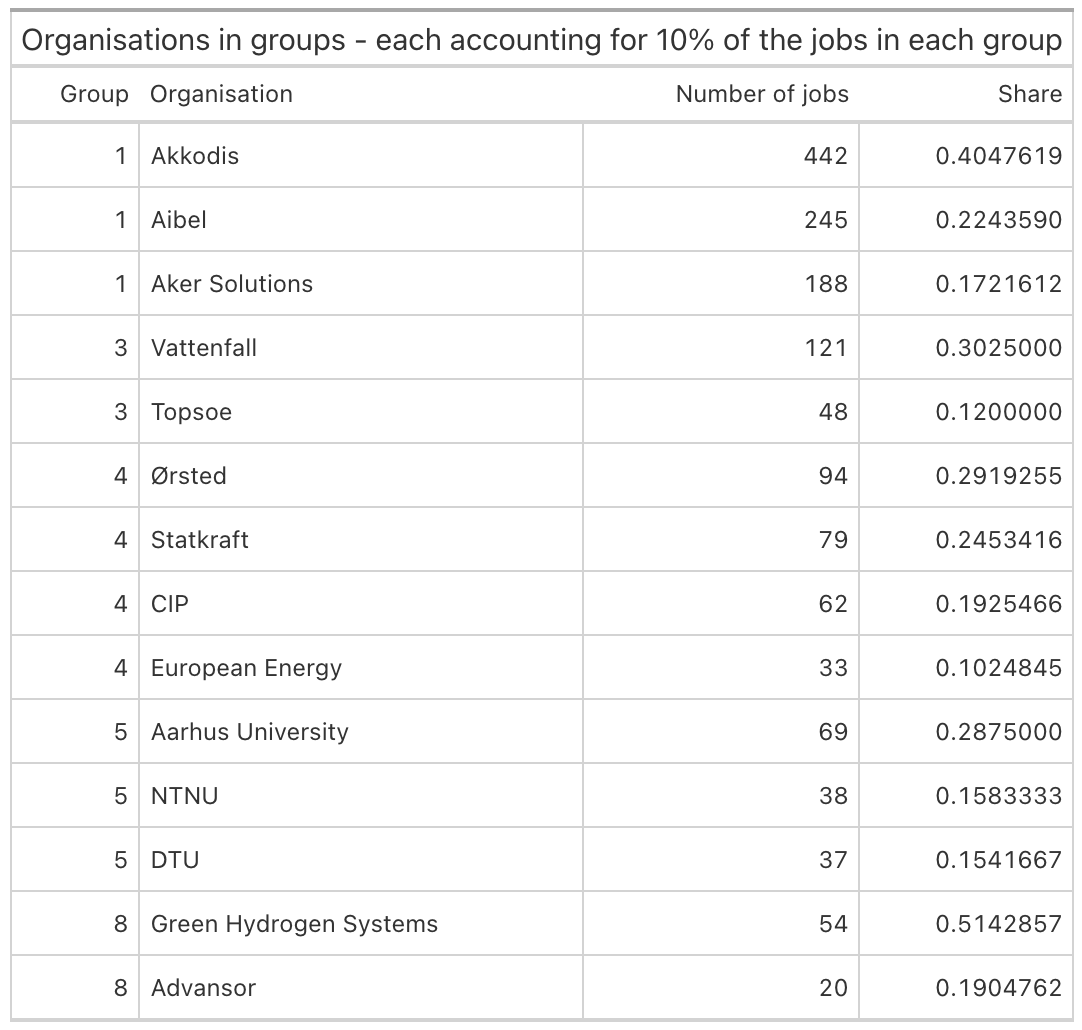 Organisations in groups - each accounting for 10% of the jobs in each group
Group Organisation Number of jobs Share
1 Akkodis 442 0.4047619
1 Aibel 245 0.2243590
1 Aker Solutions 188 0.1721612
3 Vattenfall 121 0.3025000
3 Topsoe 48 0.1200000
4 Ørsted 94 0.2919255
4 Statkraft 79 0.2453416
4 CIP 62 0.1925466
4 European Energy 33 0.1024845
5 Aarhus University 69 0.2875000
5 NTNU 38 0.1583333
5 DTU 37 0.1541667
8 Green Hydrogen Systems 54 0.5142857
8 Advansor 20 0.1904762